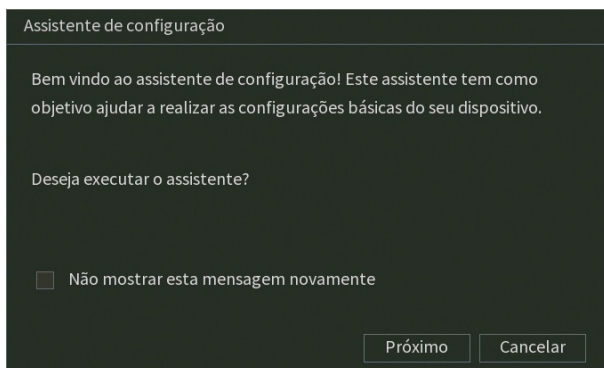 Assistente de configuração
Bem vindo ao assistente de configuração! Este assistente tem como
objetivo ajudar a realizar as configurações básicas do seu dispositivo.
Deseja executar o assistente?
Não mostrar esta mensagem novamente
Próximo
Cancelar